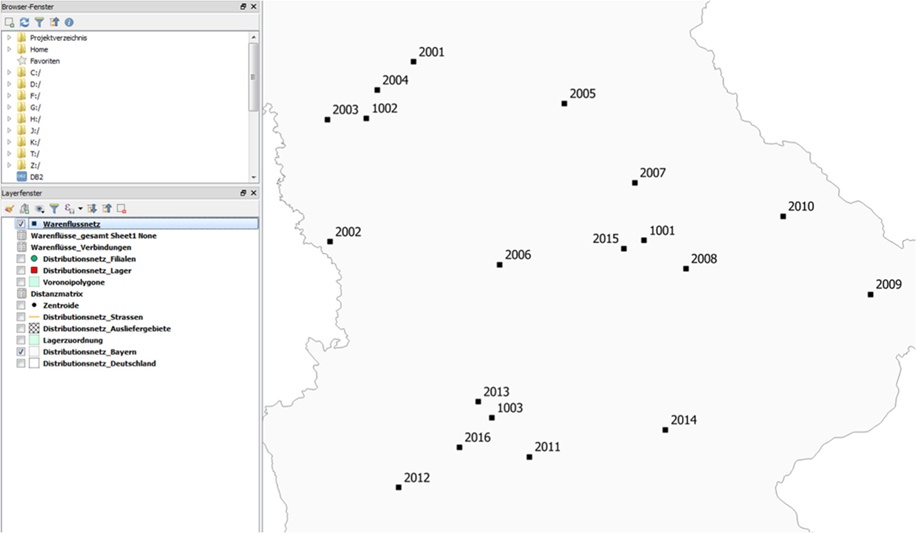 Browser-Fenster
Projektverzeichnis
Home
Favoriten
C:/
D:/
F:/
G:/
H:/
J:/
K:/
T:/
Z:/
DB2
Layerfenster
Warenflussnetz
Warenflüsse_gesamt Sheet1 None
Warenflüsse_Verbindungen
Distributionsnetz_Filialen
Distributionsnetz_Lager
Voronoipolygone
Distanzmatrix
Zentroide
Distributionsnetz_Strassen
Distributionsnetz_Ausliefergebiete
Lagerzuordnung
Distributionsnetz_Bayern
Distributionsnetz_Deutschland
2001
2004
2005
2003 1002
2007
2010
2002
2015 1001
2006
2008
2009
2013
1003
2014
2016
2011
2012